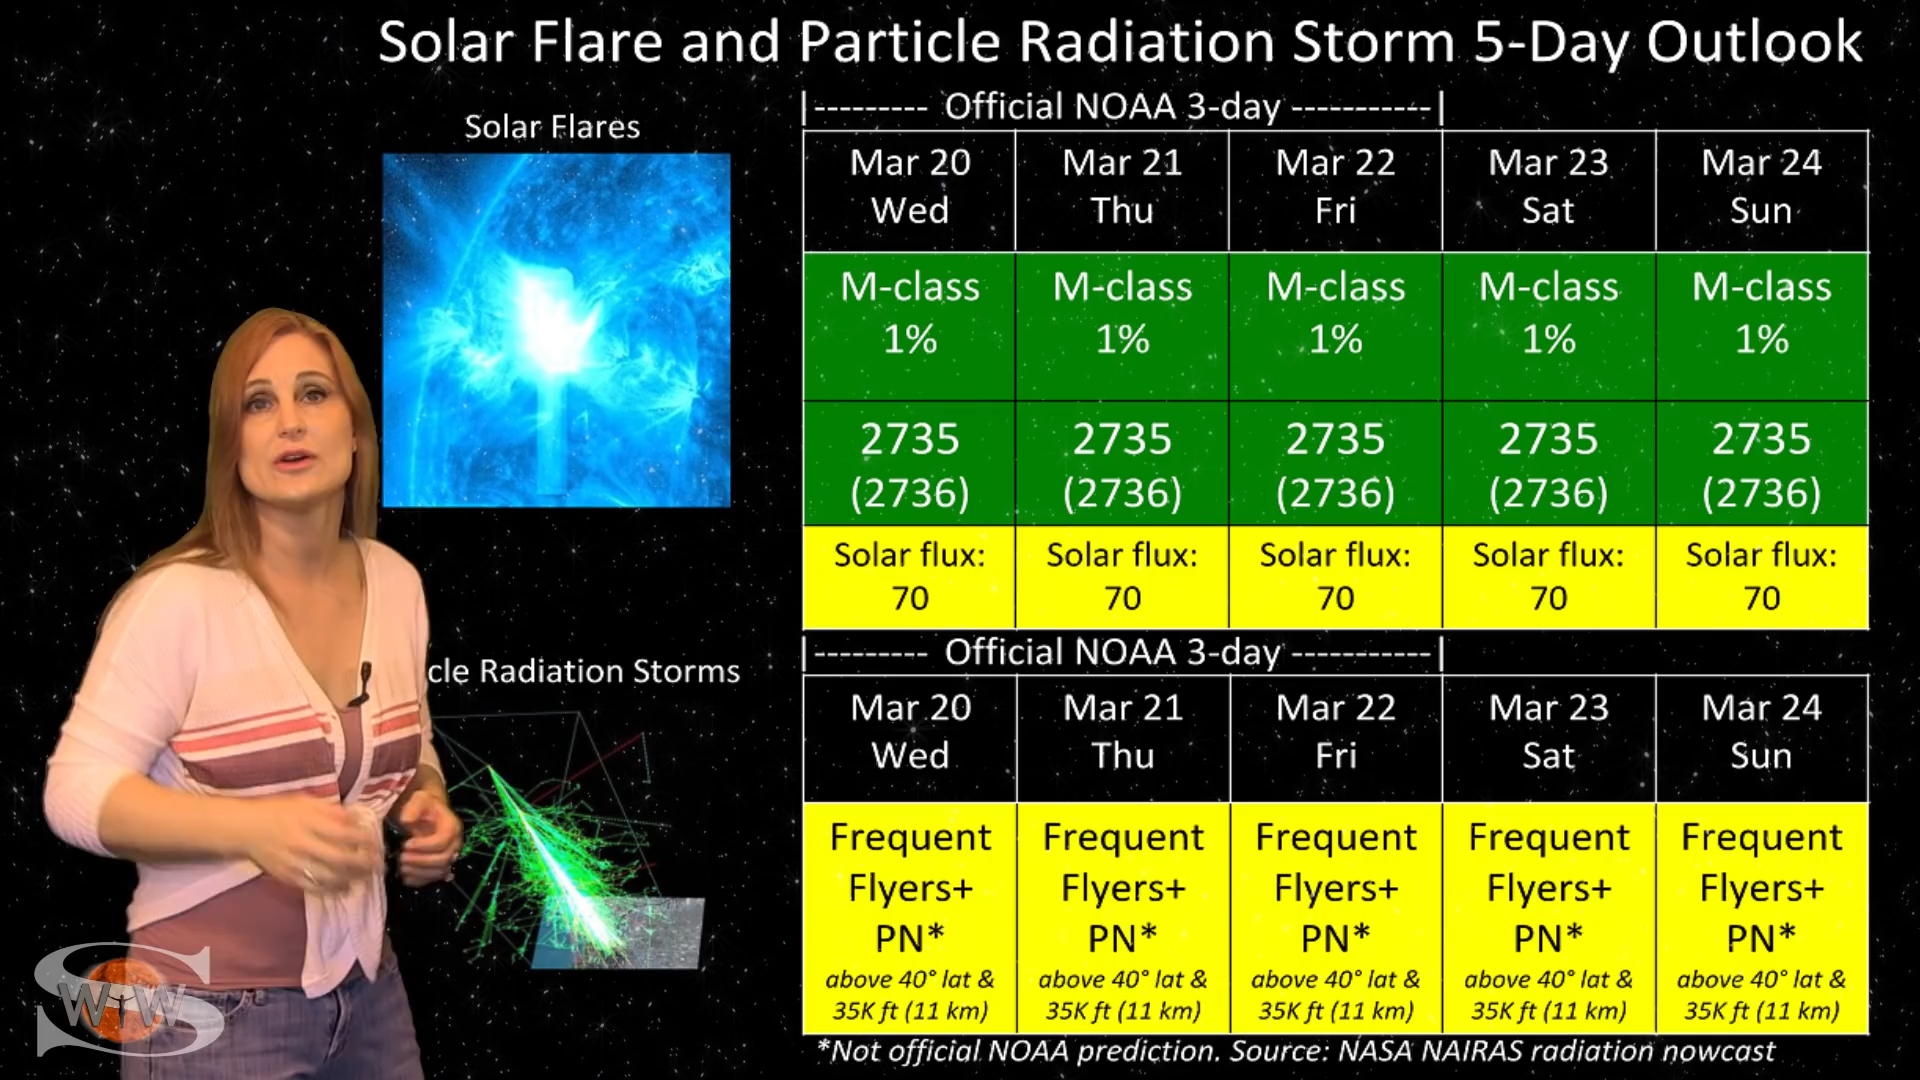 Solar Flare and Particle Radiation Storm 5-Day Outlook
Solar Flares
|--------- Official NOAA 3-day -----------|
Mar 20 Mar 21 Mar 22 Mar 23 Mar 24
Wed Thu Fri Sat Sun
M-class M-class M-class M-class M-class
1% 1% 1% 1% 1%
2735 2735 2735 2735 2735
(2736) (2736) (2736) (2736) (2736)
Solar flux: Solar flux: Solar flux: Solar flux: Solar flux:
70 70 70 70 70
cle Radiation Storms
|--------- Official NOAA 3-day -----------|
Mar 20 Mar 21 Mar 22 Mar 23 Mar 24
Wed Thu Fri Sat Sun
Frequent Frequent Frequent Frequent Frequent
Flyers+ Flyers+ Flyers+ Flyers+ Flyers+
PN* PN* PN* PN* PN*
above 40° lat & above 40° lat & above 40° lat & above 40° lat & above 40° lat &
35K ft (11 km) 35K ft (11 km) 35K ft (11 km) 35K ft (11 km) 35K ft (11 km)
*Not official NOAA prediction. Source: NASA NAIRAS radiation nowcast
SWTW